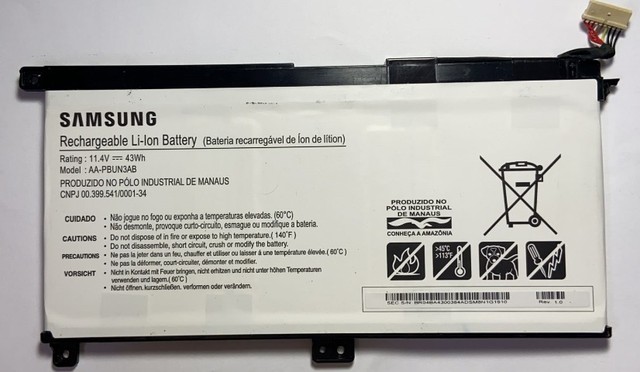 SAMSUNG
Rechargeable Li-Ion Battery (Bateria recarregável de Íon de lítion)
Rating : 11.4V ⎓ 43Wh
Model : AA-PBUN3AB
PRODUZIDO NO PÓLO INDUSTRIAL DE MANAUS
CNPJ 00.399.541/0001-34
CUIDADO • Não jogue no fogo ou exponha a temperaturas elevadas. (60°C)
• Não desmonte, provoque curto-circuito, esmague ou modifique a bateria.
CAUTIONS • Do not dispose of in fire or expose to high temperature. ( 140°F )
• Do not disassemble, short circuit, crush or modify the battery.
PRECAUTIONS • Ne pas la jeter dans un feu, chauffer et utiliser ou laisser à une température élevée. ( 60°C )
• Ne pas la déformer, court-circuiter, démonter et modifier.
VORSICHT • Nicht in Kontakt mit Feuer bringen, nicht erhitzen und nicht unter höhen Temperaturen
verwenden und lagern. ( 60°C )
• Nicht öffnen, kurzschließen, verformen oder verändern.
PRODUZIDO NO
PÓLO INDUSTRIAL
DE MANAUS
CONHEÇA A AMAZÔNIA
>45°C
>113°F
Rev. 1.0